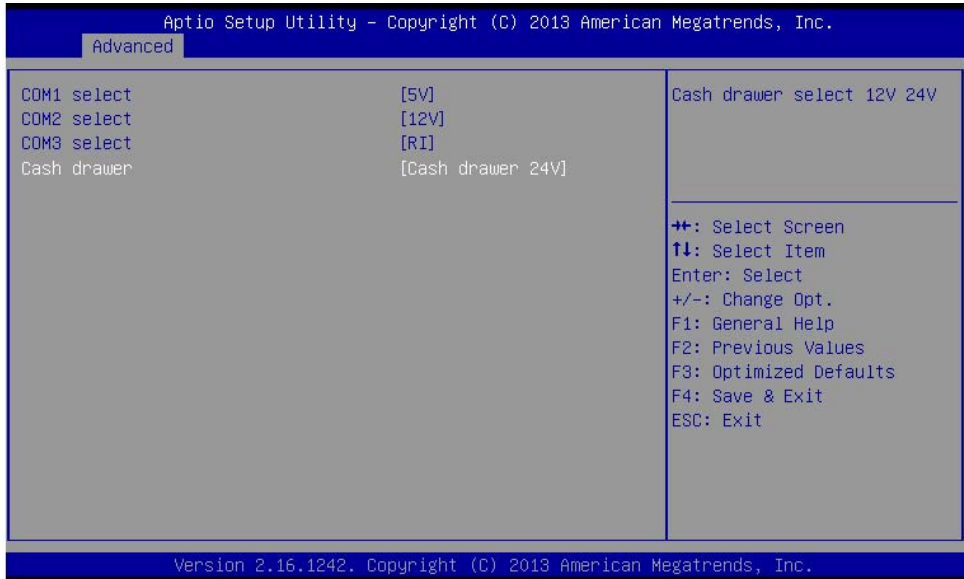 Aptio Setup Utility – Copyright (C) 2013 American Megatrends, Inc.
Advanced
COM1 select [5V]
COM2 select [12V]
COM3 select [RI]
Cash drawer [Cash drawer 24V]
Cash drawer select 12V 24V
→←: Select Screen
↑↓: Select Item
Enter: Select
+/-: Change Opt.
F1: General Help
F2: Previous Values
F3: Optimized Defaults
F4: Save & Exit
ESC: Exit
Version 2.16.1242. Copyright (C) 2013 American Megatrends, Inc.